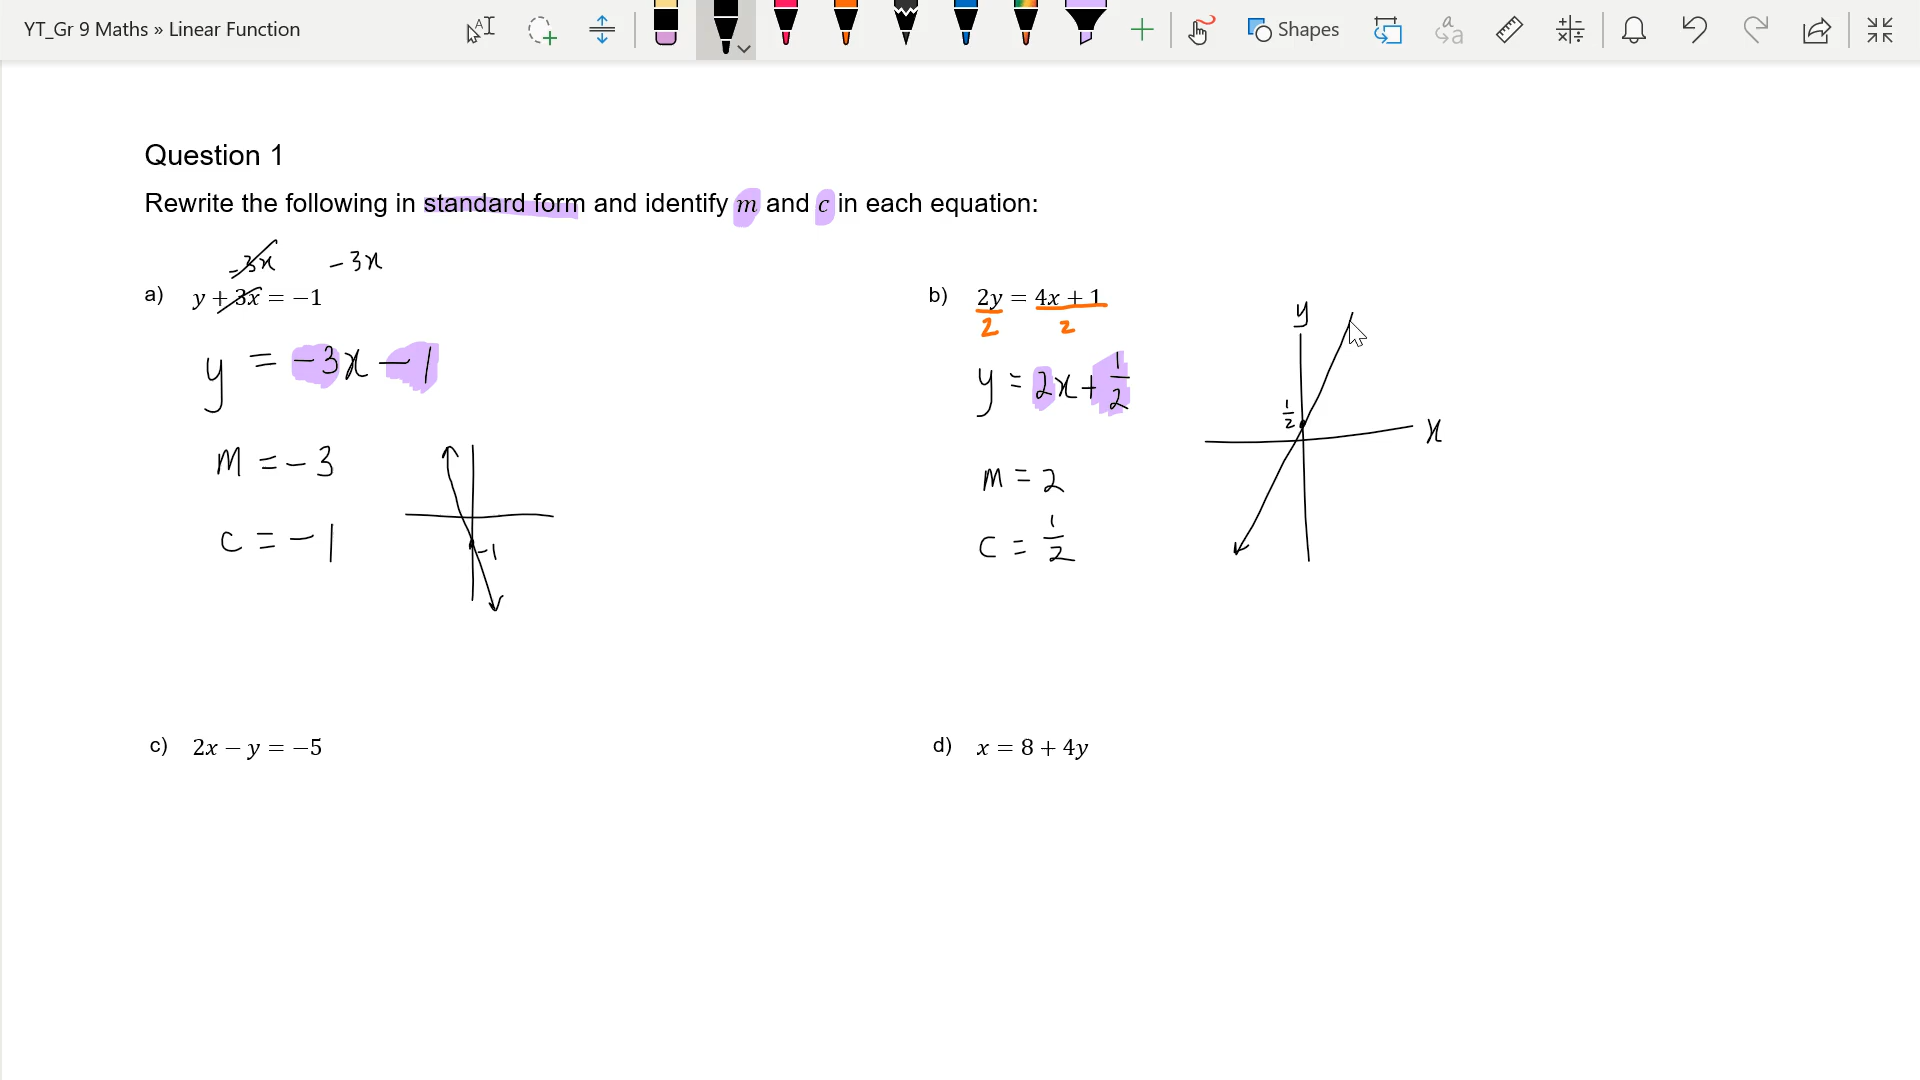 YT_Gr 9 Maths » Linear Function
Shapes
Question 1
Rewrite the following in standard form and identify m and c in each equation:
-3x -3x
a) y + 3x = −1
y = -3x -1
m = -3
c = -1
-1
b) 2y = 4x + 1
2 2
y = 2x + 1/2
m = 2
c = 1/2
y
1/2
x
c) 2x − y = −5
d) x = 8 + 4y